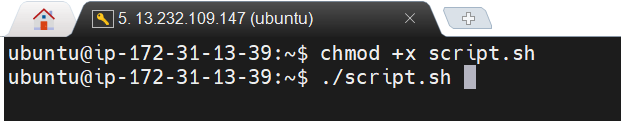 5. 13.232.109.147 (ubuntu)
ubuntu@ip-172-31-13-39:~$ chmod +x script.sh
ubuntu@ip-172-31-13-39:~$ ./script.sh